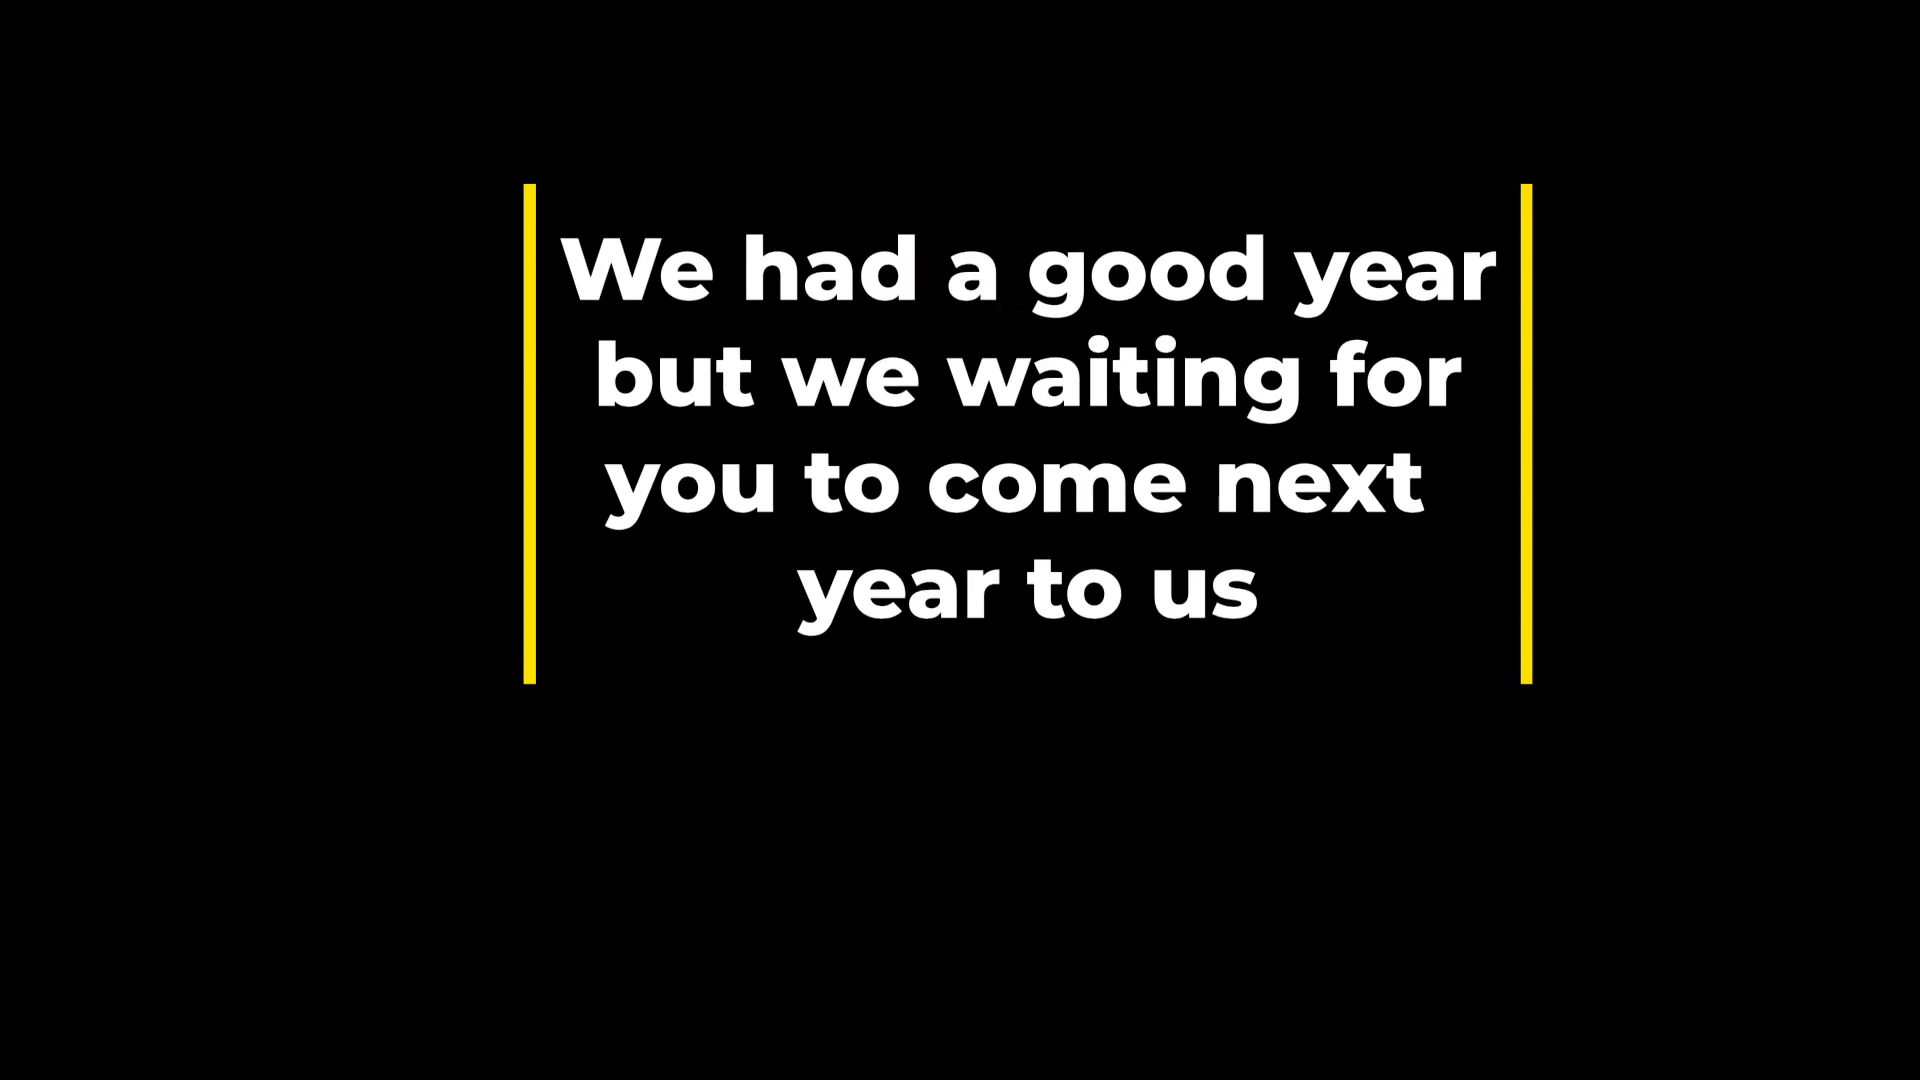 We had a good year
but we waiting for
you to come next
year to us